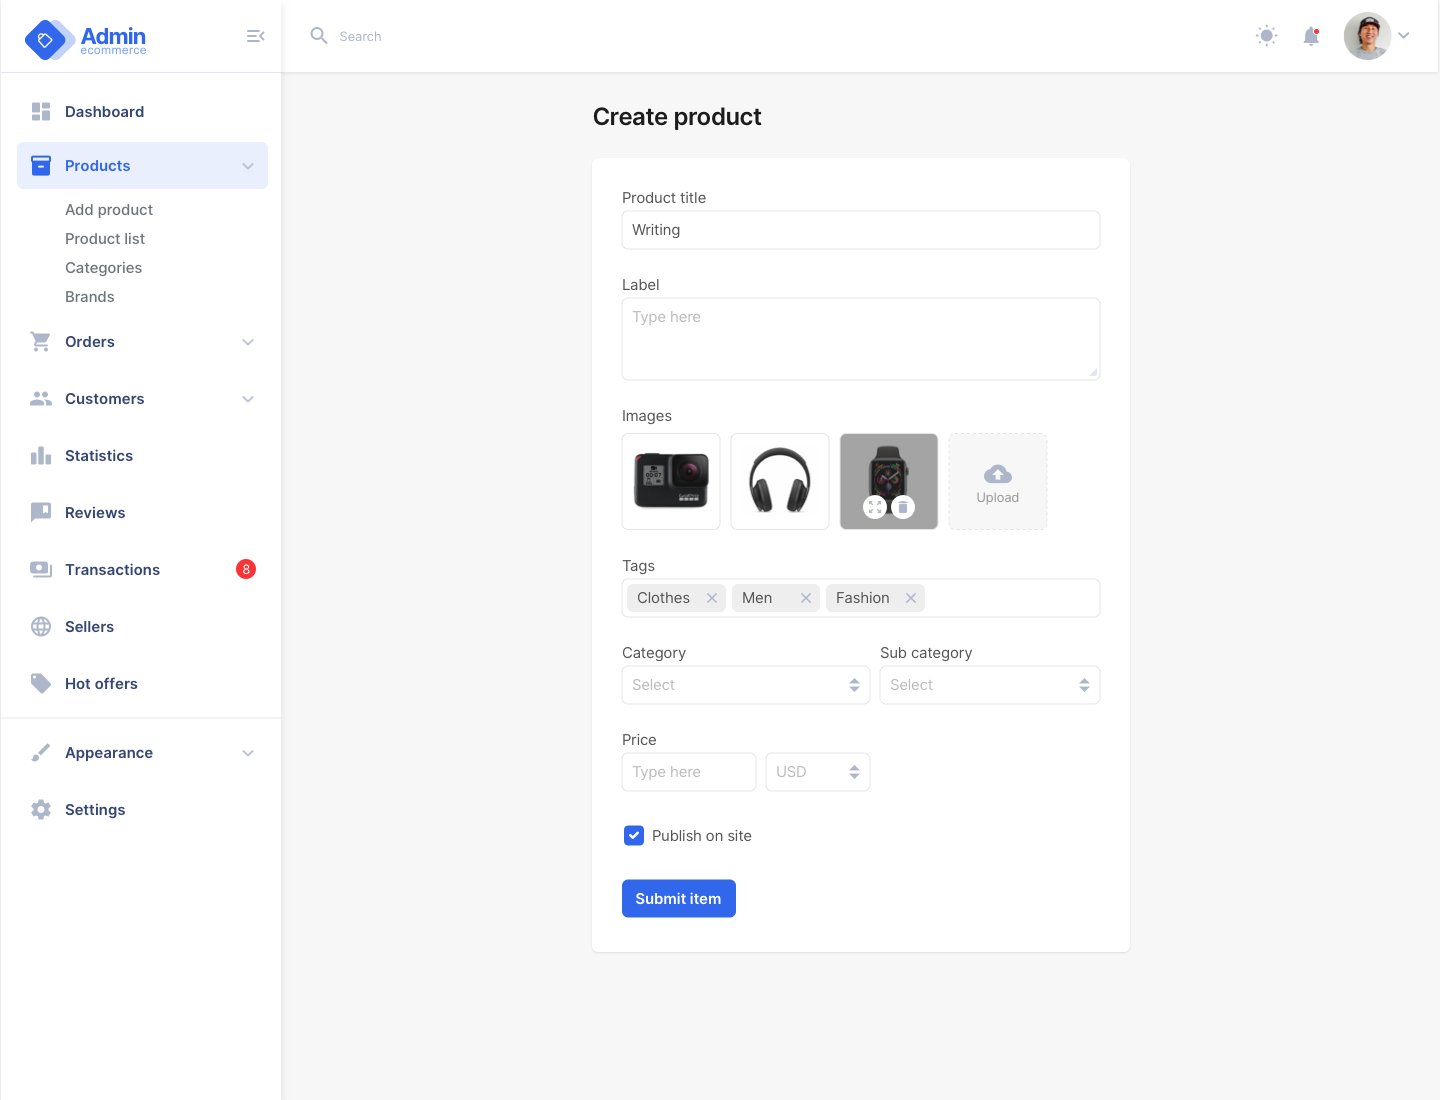 Admin
ecommerce
Search
Dashboard
Products
Add product
Product list
Categories
Brands
Orders
Customers
Statistics
Reviews
Transactions 8
Sellers
Hot offers
Appearance
Settings
Create product
Product title
Writing
Label
Type here
Images
Upload
Tags
Clothes Men Fashion
Category Sub category
Select Select
Price
Type here USD
Publish on site
Submit item